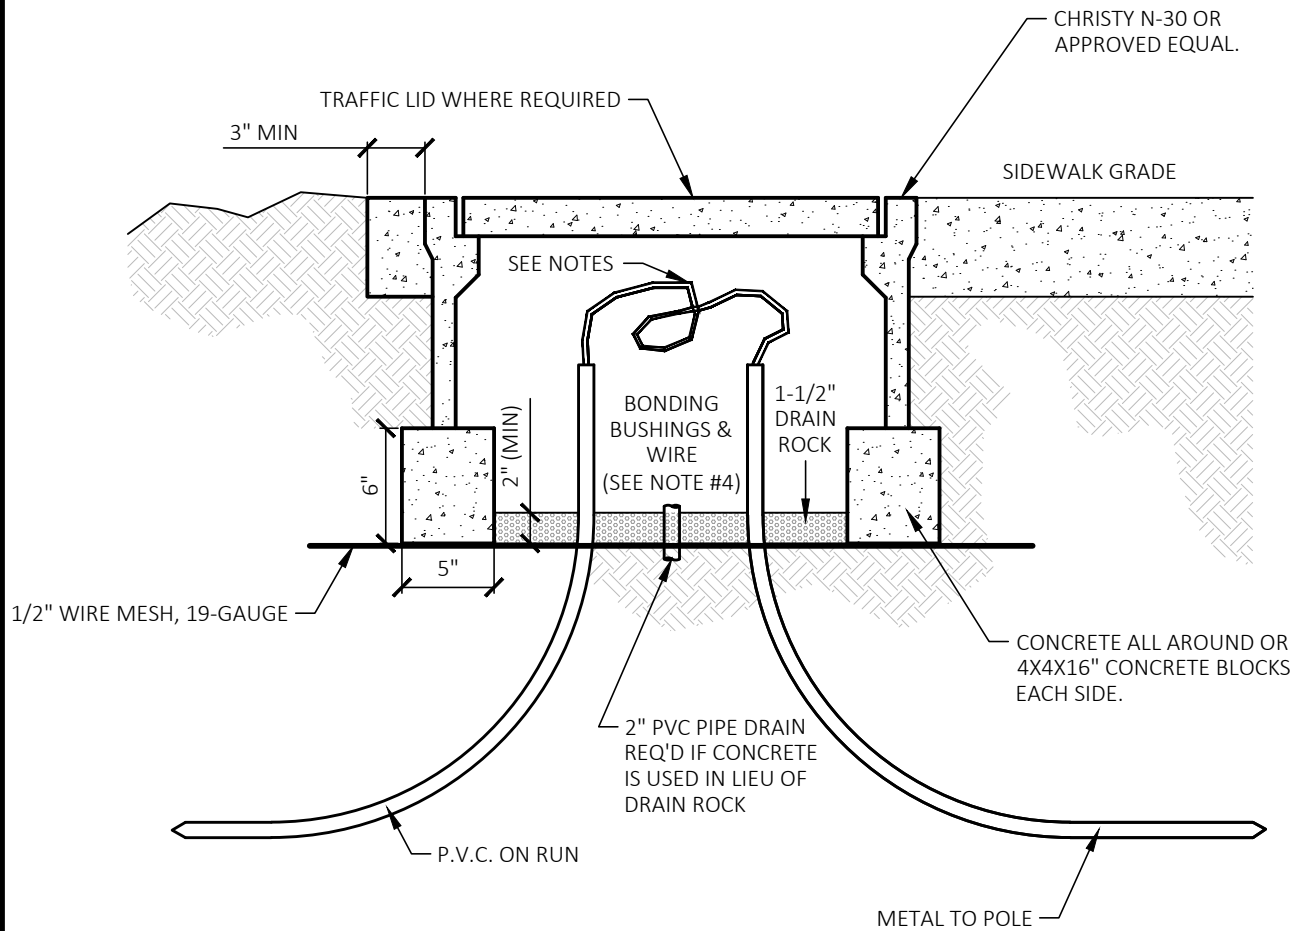 CHRISTY N-30 OR
APPROVED EQUAL.
TRAFFIC LID WHERE REQUIRED
3" MIN
SIDEWALK GRADE
SEE NOTES
BONDING
BUSHINGS &
WIRE
(SEE NOTE #4)
1-1/2"
DRAIN
ROCK
2" (MIN)
6"
5"
1/2" WIRE MESH, 19-GAUGE
CONCRETE ALL AROUND OR
4X4X16" CONCRETE BLOCKS
EACH SIDE.
2" PVC PIPE DRAIN
REQ'D IF CONCRETE
IS USED IN LIEU OF
DRAIN ROCK
P.V.C. ON RUN
METAL TO POLE